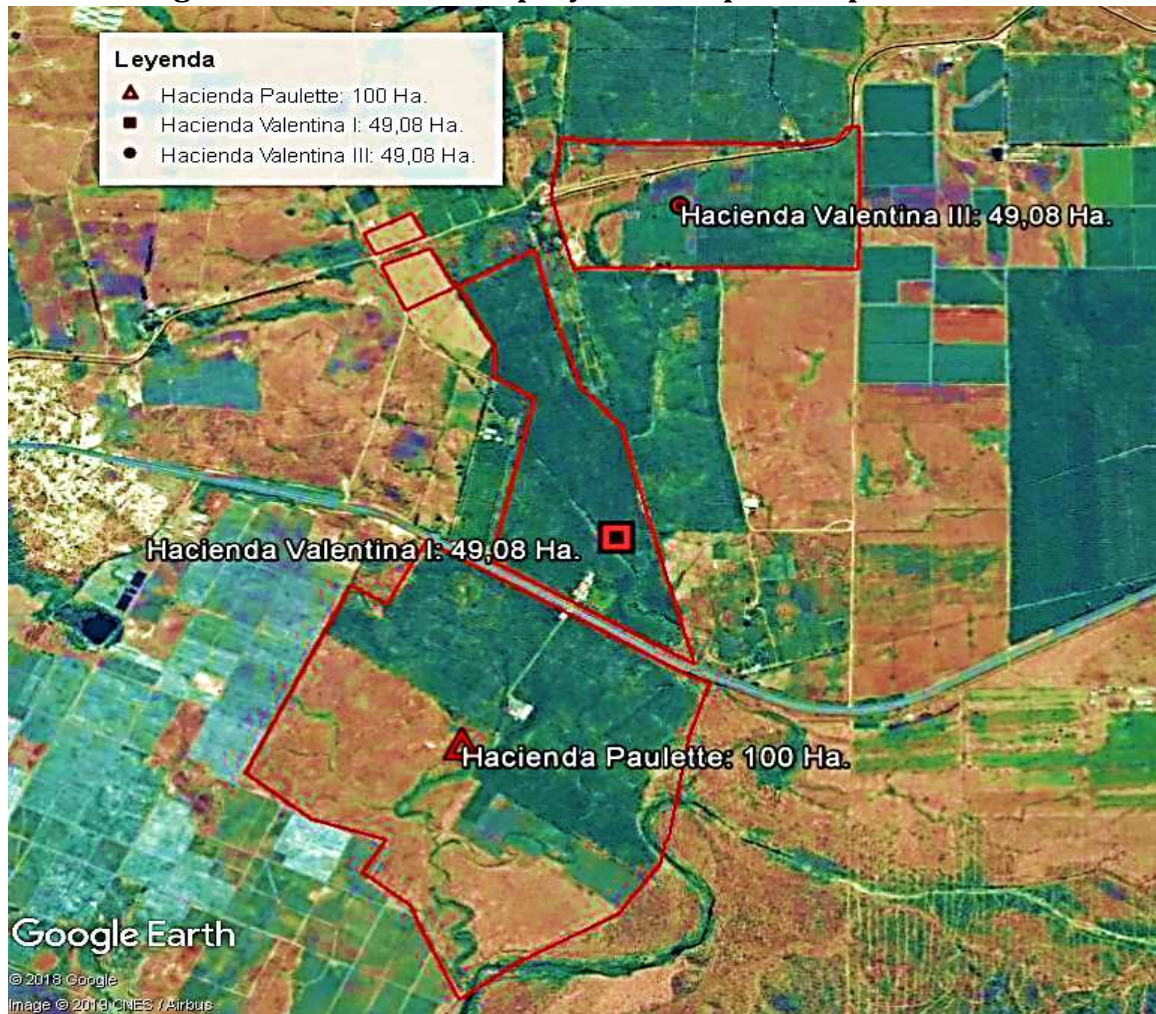 Leyenda
Hacienda Paulette: 100 Ha.
Hacienda Valentina I: 49,08 Ha.
Hacienda Valentina III: 49,08 Ha.
Hacienda Valentina III: 49,08 Ha.
Hacienda Valentina I: 49,08 Ha.
Hacienda Paulette: 100 Ha.
Google Earth
© 2018 Google
Image © 2019 CNES / Airbus